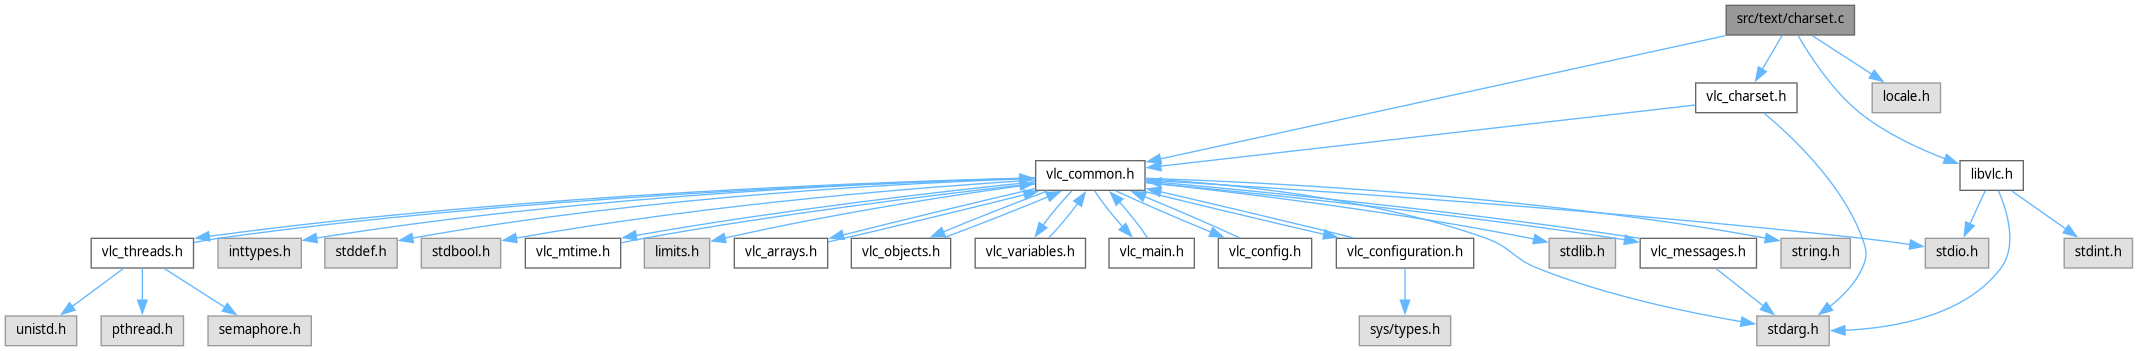 src/text/charset.c
vlc_charset.h
locale.h
vlc_common.h
libvlc.h
vlc_threads.h
inttypes.h
stddef.h
stdbool.h
vlc_mtime.h
limits.h
vlc_arrays.h
vlc_objects.h
vlc_variables.h
vlc_main.h
vlc_config.h
vlc_configuration.h
stdlib.h
vlc_messages.h
string.h
stdio.h
stdint.h
unistd.h
pthread.h
semaphore.h
sys/types.h
stdarg.h